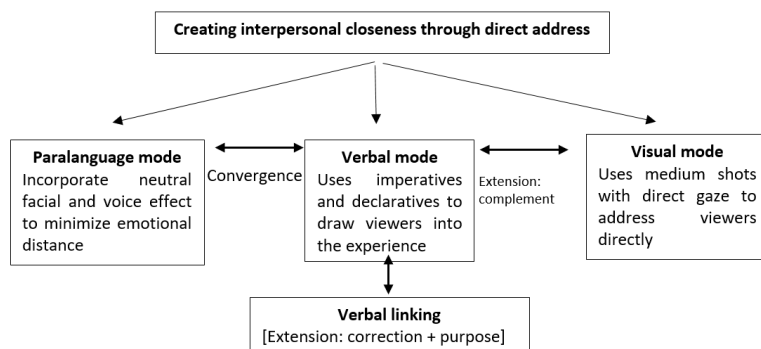 Creating interpersonal closeness through direct address
Paralanguage mode
Incorporate neutral
facial and voice effect
to minimize emotional
distance
Convergence
Verbal mode
Uses imperatives
and declaratives to
draw viewers into
the experience
Extension:
complement
Visual mode
Uses medium shots
with direct gaze to
address viewers
directly
Verbal linking
[Extension: correction + purpose]